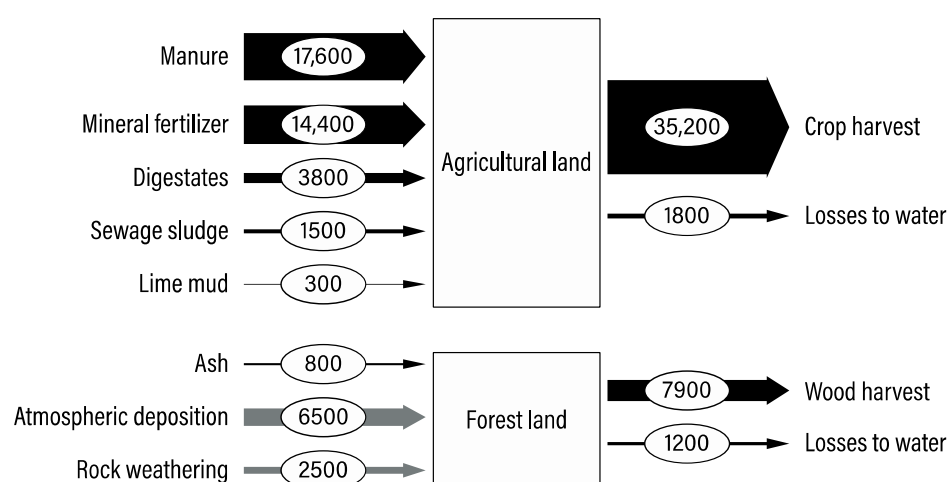 Manure 17,600
Mineral fertilizer 14,400
Digestates 3800
Sewage sludge 1500
Lime mud 300
Agricultural land
35,200 Crop harvest
1800 Losses to water
Ash 800
Atmospheric deposition 6500
Rock weathering 2500
Forest land
7900 Wood harvest
1200 Losses to water